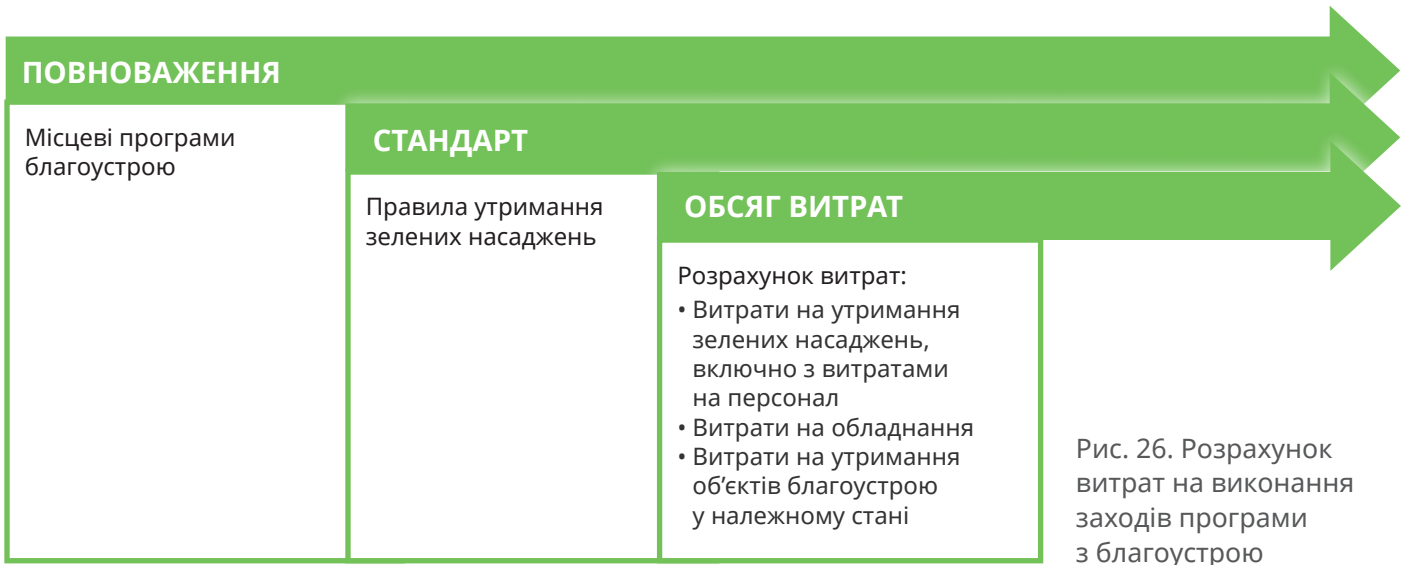 ПОВНОВАЖЕННЯ
Місцеві програми
благоустрою
СТАНДАРТ
Правила утримання
зелених насаджень
ОБСЯГ ВИТРАТ
Розрахунок витрат:
• Витрати на утримання
зелених насаджень,
включно з витратами
на персонал
• Витрати на обладнання
• Витрати на утримання
об’єктів благоустрою
у належному стані
Рис. 26. Розрахунок
витрат на виконання
заходів програми
з благоустрою